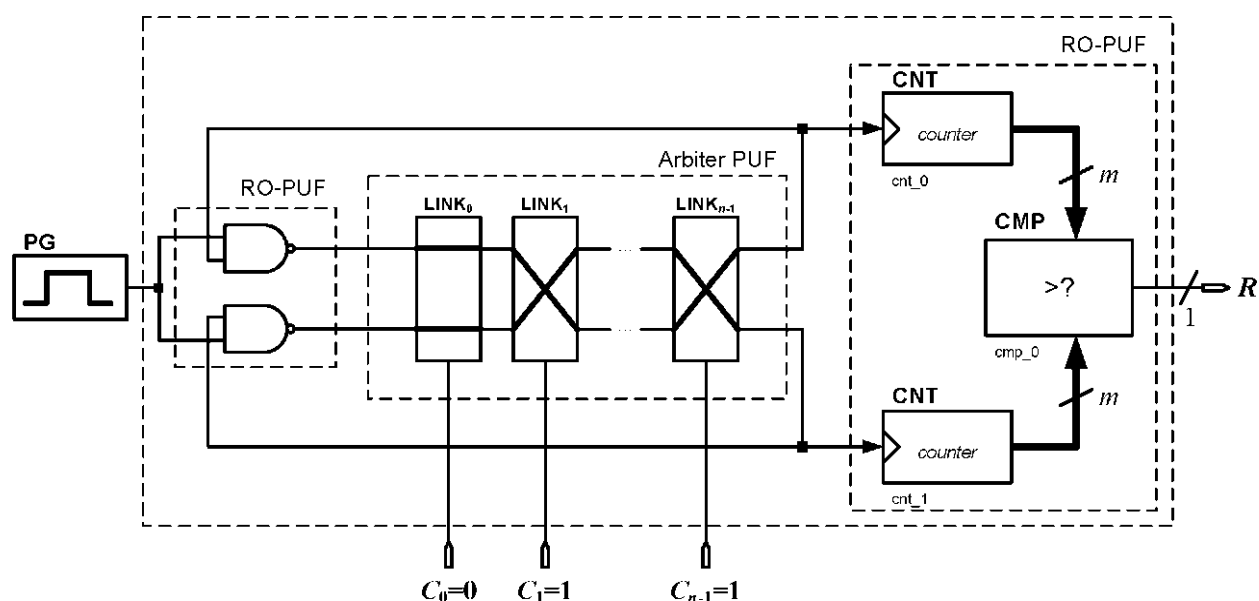 RO-PUF
CNT
counter
cnt_0
m
Arbiter PUF
RO-PUF
LINK0
LINK1
LINKn-1
PG
... 
...
CMP
>?
cmp_0
1
R
m
CNT
counter
cnt_1
C0=0
C1=1
Cn-1=1